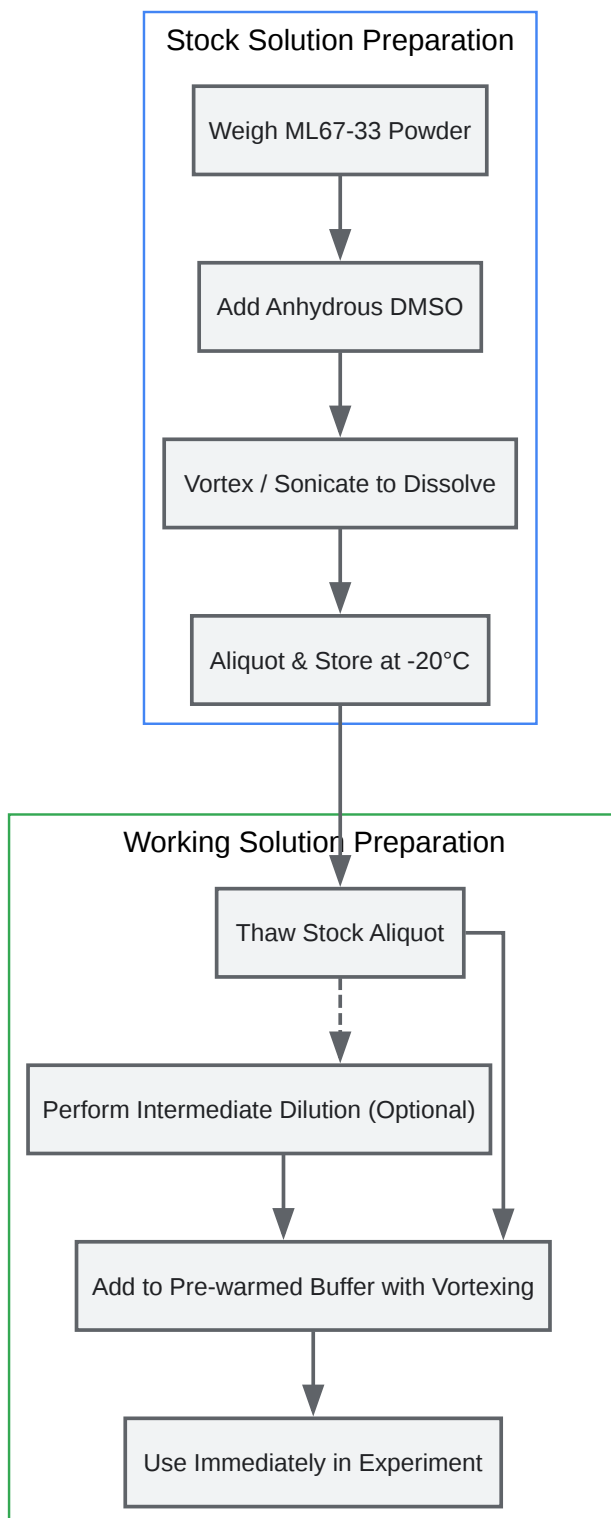 Stock Solution Preparation
Weigh ML67-33 Powder
Add Anhydrous DMSO
Vortex / Sonicate to Dissolve
Aliquot & Store at -20°C
Working Solution Preparation
Thaw Stock Aliquot
Perform Intermediate Dilution (Optional)
Add to Pre-warmed Buffer with Vortexing
Use Immediately in Experiment